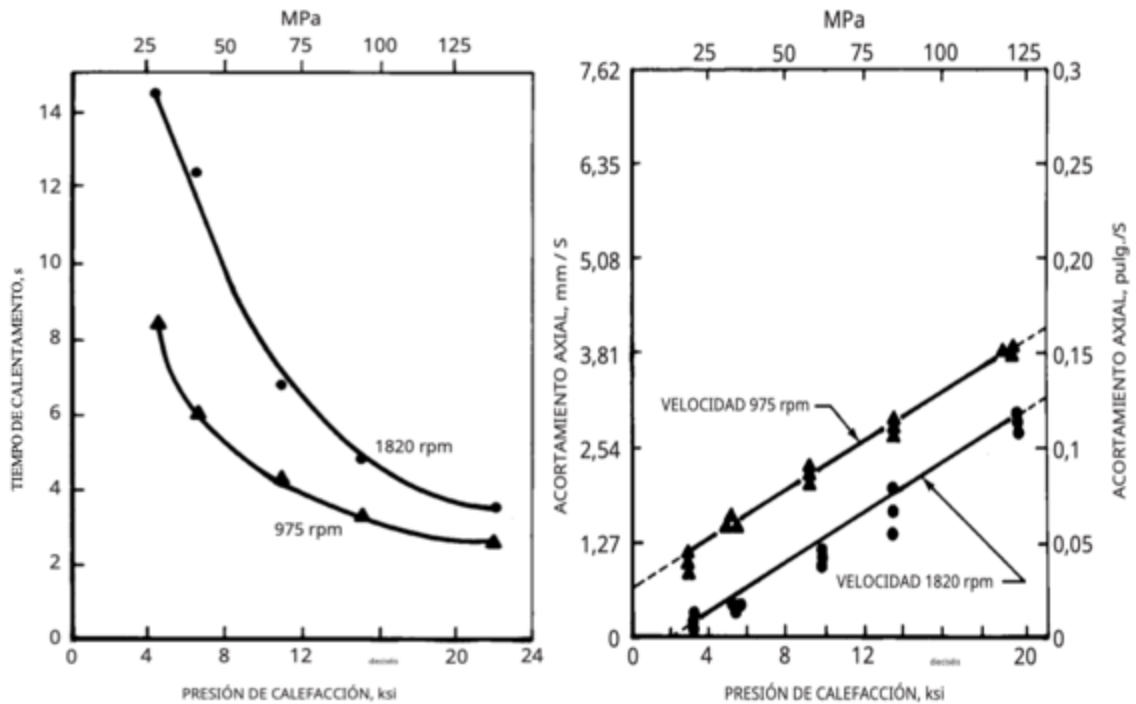 MPa
25 50 75 100 125
14
12
10
8
6
4
2
0
TIEMPO DE CALENTAMENTO, s
1820 rpm
975 rpm
0 4 8 12 dieciséis 20 24
PRESIÓN DE CALEFACCIÓN, ksi
MPa
25 50 75 100 125
7,62
6,35
5,08
3,81
2,54
1,27
0
ACORTAMIENTO AXIAL, mm / S
0,3
0,25
0,20
0,15
0,1
0,05
0
ACORTAMIENTO AXIAL, pulg./S
VELOCIDAD 975 rpm
VELOCIDAD 1820 rpm
0 4 8 12 dieciséis 20
PRESIÓN DE CALEFACCIÓN, ksi